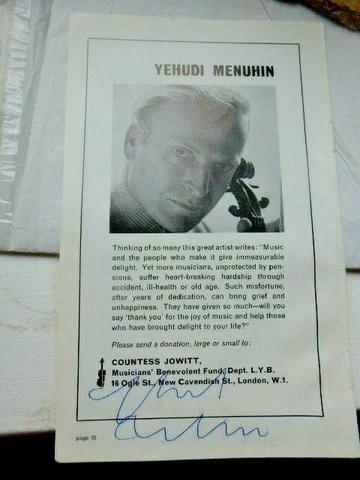 YEHUDI MENUHIN
Thinking of so many this great artist writes: "Music
and the people who make it give immeasurable
delight. Yet more musicians, unprotected by pen-
sions, suffer heart-breaking hardship through
accident, ill-health or old age. Such misfortune,
after years of dedication, can bring grief and
unhappiness. They have given so much—will you
say 'thank you' for the joy of music and help those
who have brought delight to your life?"
Please send a donation, large or small to:
COUNTESS JOWITT,
Musicians' Benevolent Fund, Dept. L.Y.B.
16 Ogle St., New Cavendish St., London, W.1.
page 12